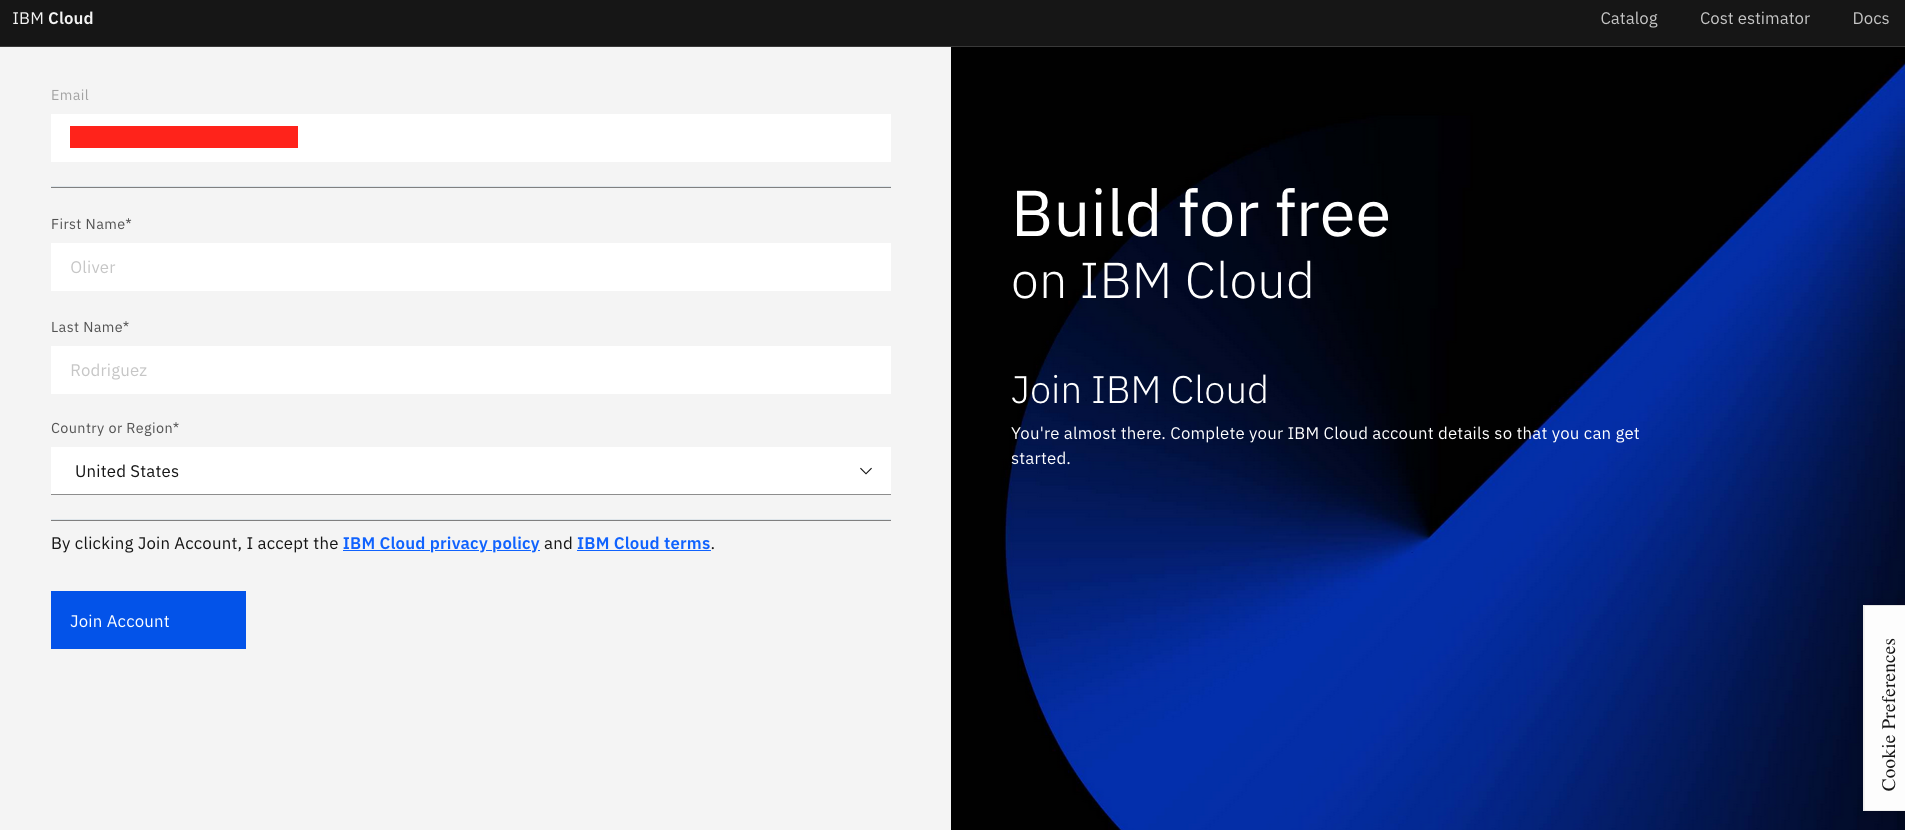 IBM Cloud
Catalog
Cost estimator
Docs
Email
First Name*
Oliver
Last Name*
Rodriguez
Country or Region*
United States
By clicking Join Account, I accept the IBM Cloud privacy policy and IBM Cloud terms.
Join Account
Build for free
on IBM Cloud
Join IBM Cloud
You're almost there. Complete your IBM Cloud account details so that you can get
started.
Cookie Preferences